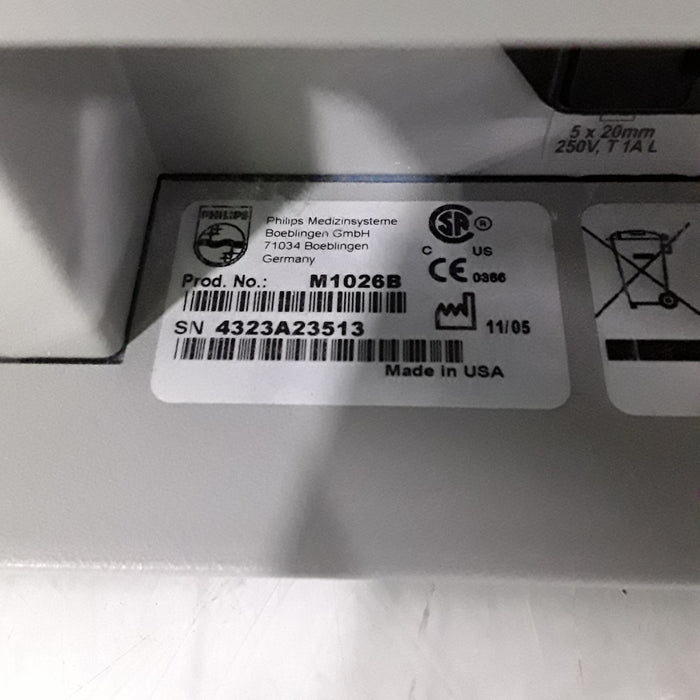 5 x 20mm
250V, T 1A L
PHILIPS
Philips Medizinsysteme
Boeblingen GmbH
71034 Boeblingen
Germany
SA ®
C US
CE 0366
Prod. No.: M1026B
SN 4323A23513
11/05
Made in USA